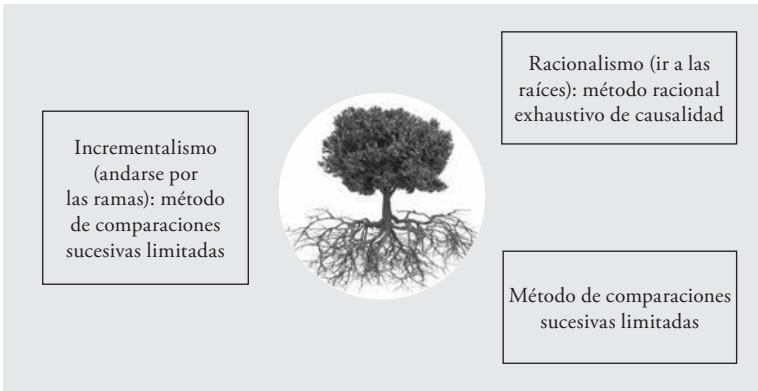 Incrementalismo
(andarse por
las ramas): método
de comparaciones
sucesivas limitadas
Racionalismo (ir a las
raíces): método racional
exhaustivo de causalidad
Método de comparaciones
sucesivas limitadas